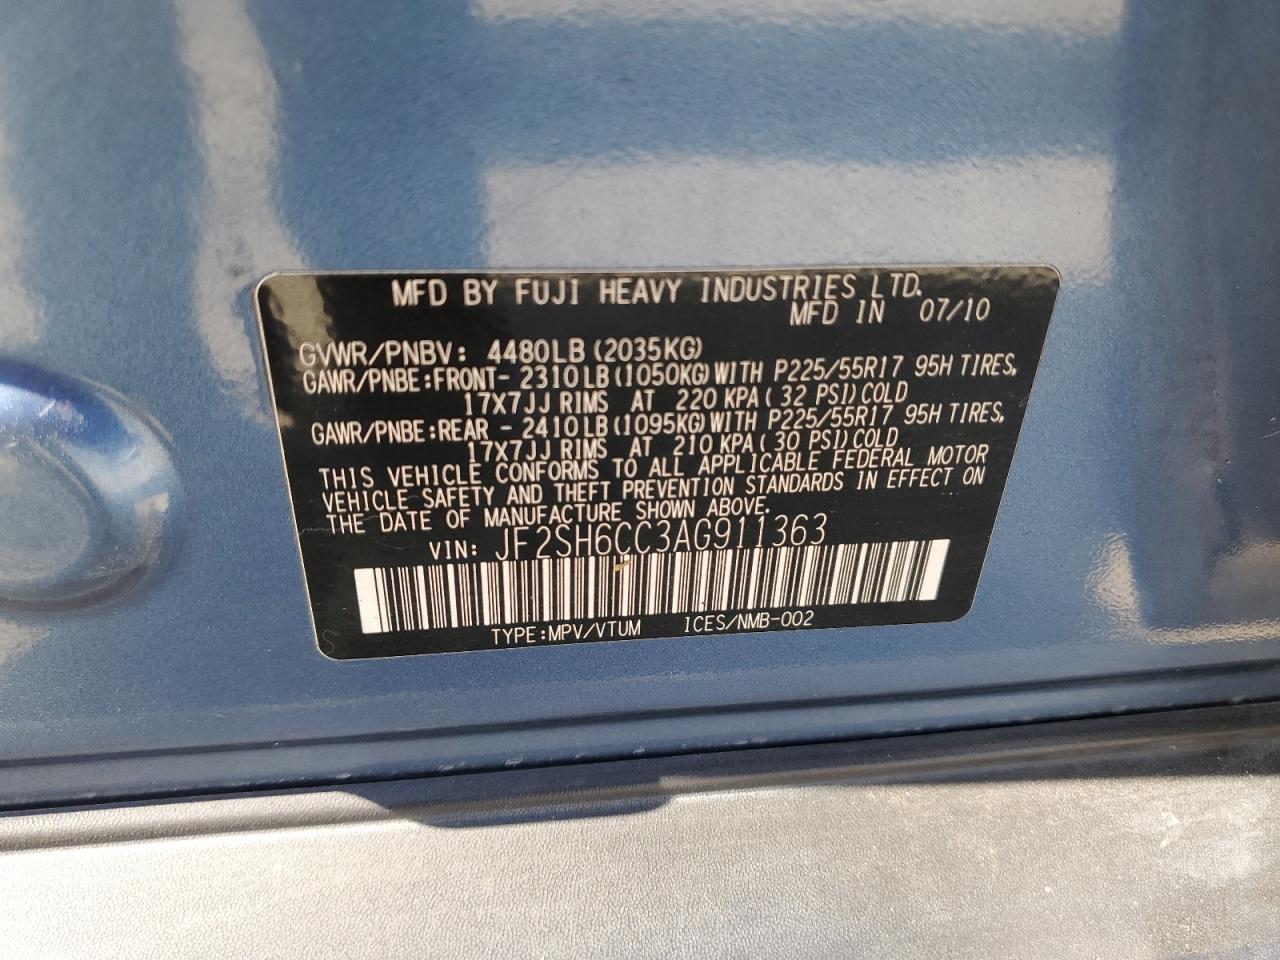 MFD BY FUJI HEAVY INDUSTRIES LTD.
MFD IN 07/10
GVWR/PNBV: 4480LB (2035KG)
GAWR/PNBE:FRONT- 2310LB (1050KG) WITH P225/55R17 95H TIRES,
17X7JJ RIMS AT 220 KPA ( 32 PSI) COLD
GAWR/PNBE:REAR - 2410LB (1095KG) WITH P225/55R17 95H TIRES,
17X7JJ RIMS AT 210 KPA ( 30 PSI) COLD
THIS VEHICLE CONFORMS TO ALL APPLICABLE FEDERAL MOTOR
VEHICLE SAFETY AND THEFT PREVENTION STANDARDS IN EFFECT ON
THE DATE OF MANUFACTURE SHOWN ABOVE.
VIN: JF2SH6CC3AG911363
TYPE:MPV/VTUM ICES/NMB-002